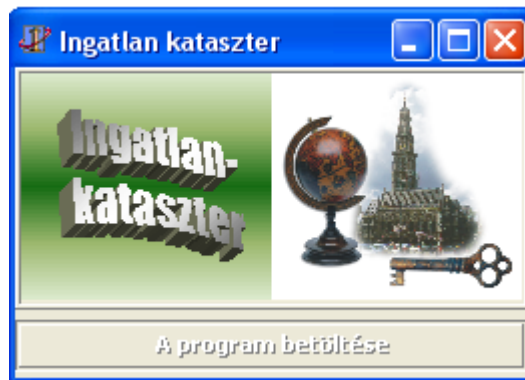 Ingatlan kataszter
Ingatlan-
kataszter
A program betöltése